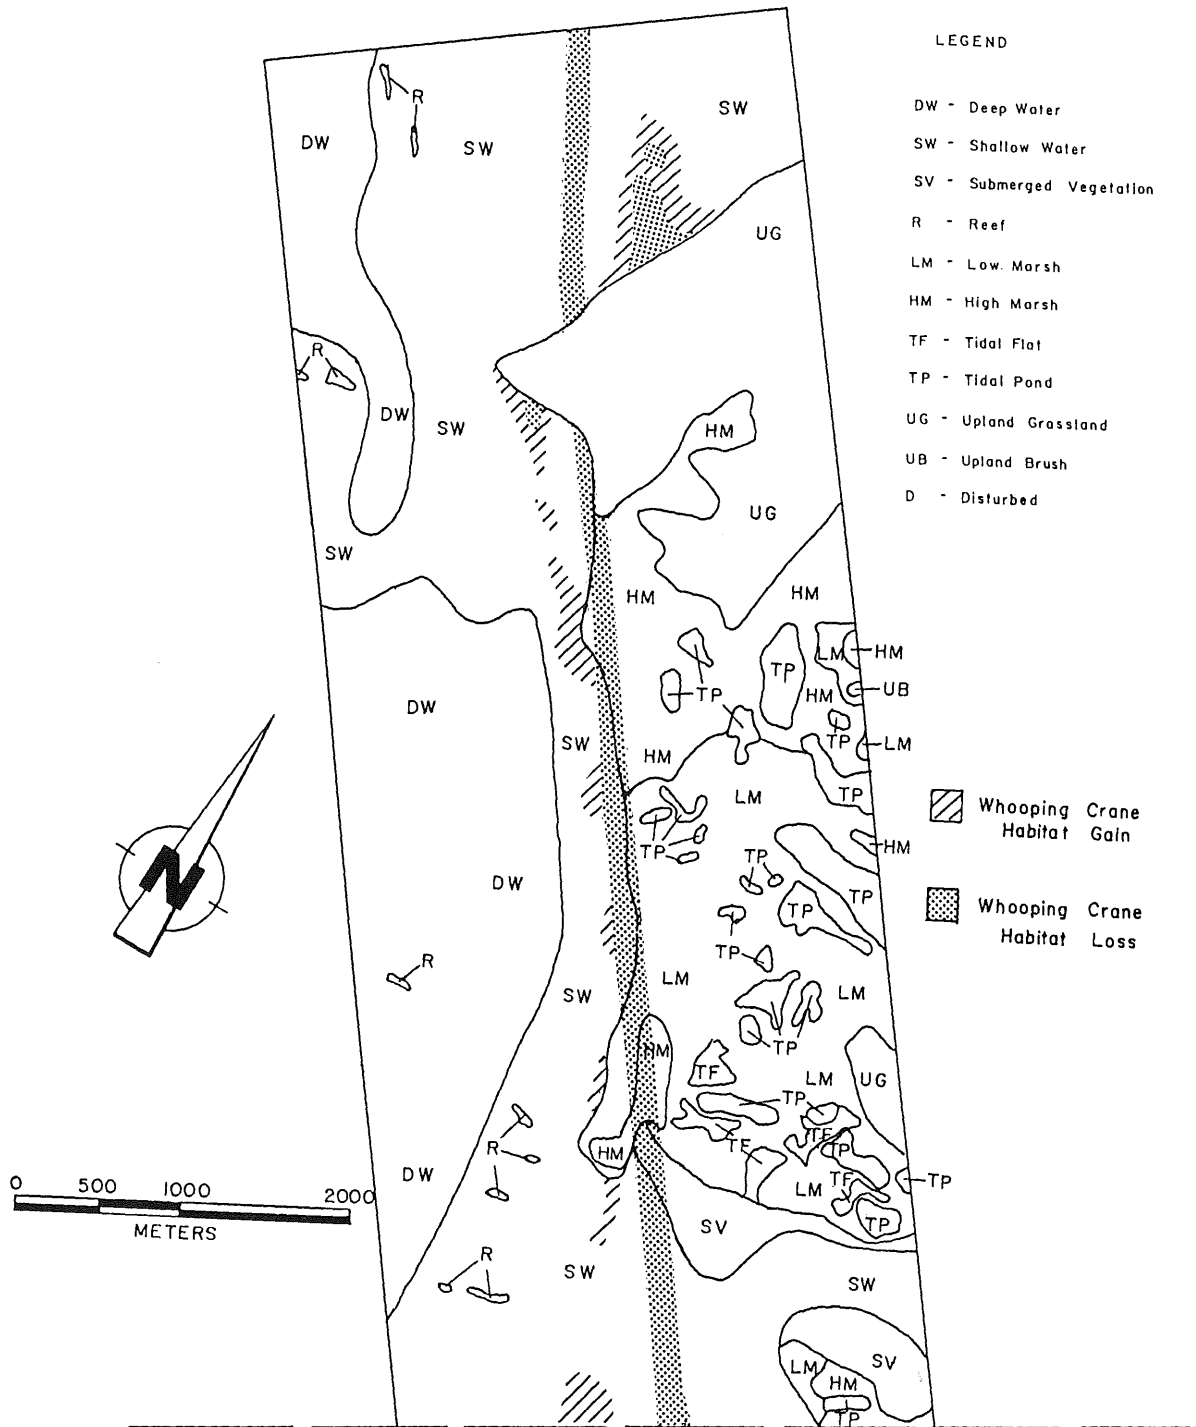 LEGEND
DW - Deep Water
SW - Shallow Water
SV - Submerged Vegetation
R - Reef
LM - Low. Marsh
HM - High Marsh
TF - Tidal Flat
TP - Tidal Pond
UG - Upland Grassland
UB - Upland Brush
D - Disturbed
R
SW
DW
SW
UG
R
DW
SW
HM
UG
SW
HM
HM
LM
HM
TP
TP
HM
UB
DW
SW
TP
LM
HM
LM
TP
Whooping Crane
Habitat Gain
TP
HM
TP
DW
TP
TP
Whooping Crane
Habitat Loss
N
TP
R
LM
LM
SW
TP
HM
TF
LM
UG
TP
TF
TF
TP
R
HM
DW
LM
TF
TP
0 500 1000 2000
METERS
SV
TP
R
SW
SW
SV
LM
HM
TP